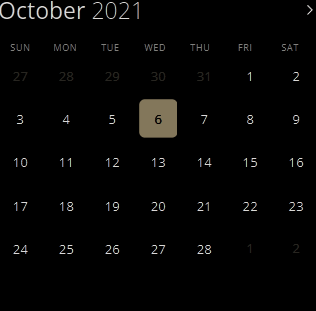 October 2021 >
SUN MON TUE WED THU FRI SAT
27 28 29 30 31 1 2
3 4 5 6 7 8 9
10 11 12 13 14 15 16
17 18 19 20 21 22 23
24 25 26 27 28 1 2